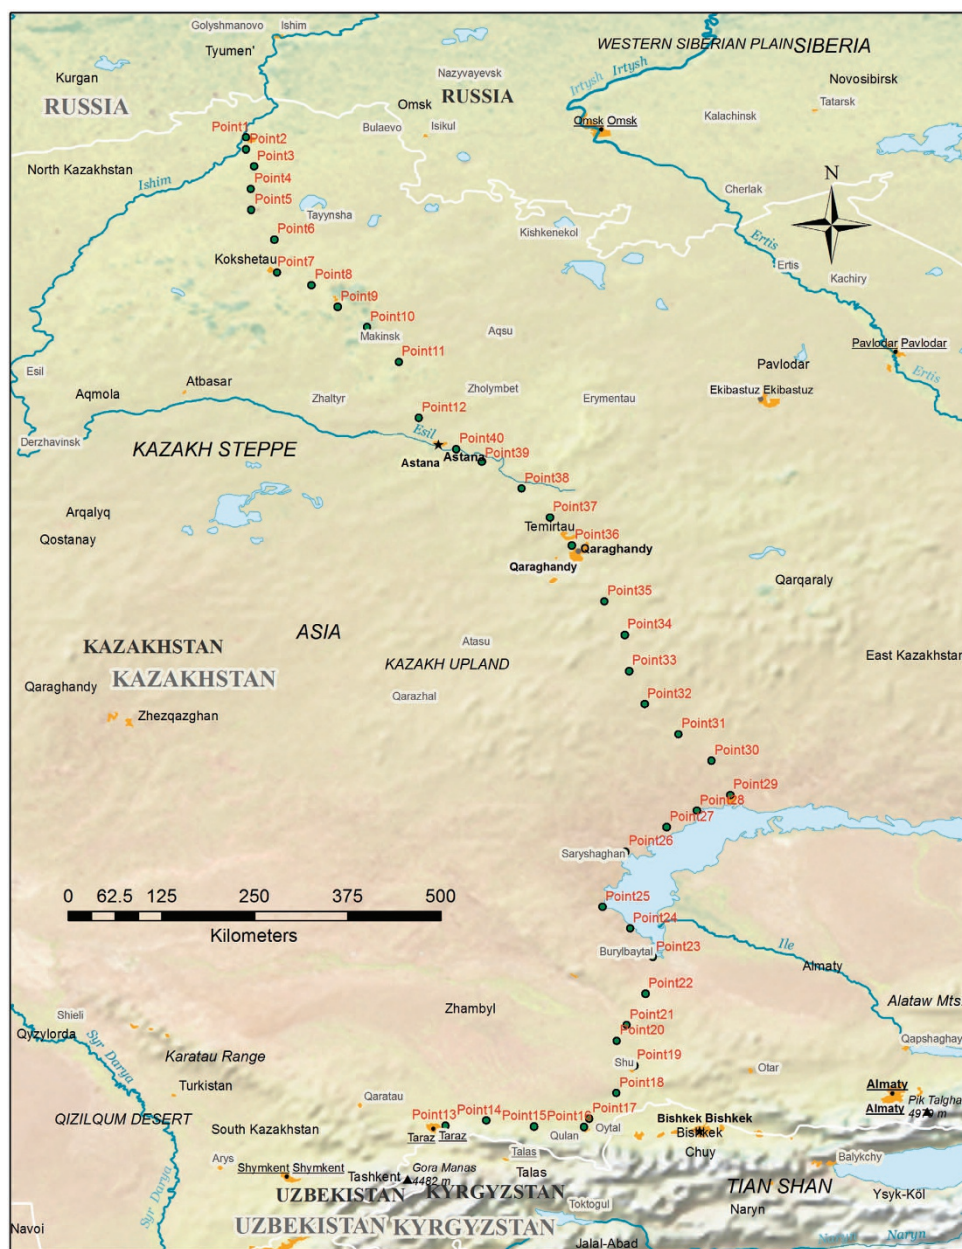 Golyshmanovo
Ishim
Tyumen'
WESTERN SIBERIAN PLAIN
SIBERIA
Kurgan
Nazyvayevsk
Irtysh Irtysh
Novosibirsk
RUSSIA
RUSSIA
Omsk
Tatarsk
Kalachinsk
Bulaevo
Isikul
Omsk Omsk
Point1
Point2
Point3
North Kazakhstan
Ishim
Point4
Point5
Cherlak
N
Tayynsha
Point6
Kishkenekol
Ertis
Kokshetau
Point7
Point8
Ertis
Kachiry
Point9
Point10
Makinsk
Aqsu
Pavlodar Pavlodar
Point11
Pavlodar
Esil
Ertis
Aqmola
Atbasar
Zhaltyr
Zholymbet
Erymentau
Ekibastuz Ekibastuz
Point12
Esil
Derzhavinsk
KAZAKH STEPPE
Point40
Astana
Astana
Point39
Point38
Arqalyq
Point37
Temirtau
Qostanay
Point36
Qaraghandy
Qaraghandy
Qarqaraly
Point35
ASIA
Point34
Atasu
KAZAKHSTAN
KAZAKH UPLAND
East Kazakhstan
Point33
KAZAKHSTAN
Qaraghandy
Qarazhal
Point32
Zhezqazghan
Point31
Point30
Point29
Point28
Point27
Point26
Saryshaghan
0 62.5 125 250 375 500
Kilometers
Point25
Point24
Ile
Burylbaytal
Point23
Almaty
Point22
Zhambyl
Alataw Mts.
Shieli
Qyzylorda
Syr Darya
Point21
Point20
Karatau Range
Qapshaghay
Shu
Point19
Otar
Turkistan
Point18
Almaty
Qaratau
Pik Talgha
4979 m
Almaty
QIZILQUM DESERT
South Kazakhstan
Point13
Point14
Point15
Point16
Point17
Taraz Taraz
Qulan
Oytal
Bishkek Bishkek
Bishkek
Chuy
Arys
Talas
Talas
Balykchy
Shymkent Shymkent
Tashkent
Gora Manas
4482 m
Syr Darya
UZBEKISTAN
KYRGYZSTAN
TIAN SHAN
Ysyk-Köl
Toktogul
Naryn
Navoi
UZBEKISTAN
KYRGYZSTAN
Jalal-Abad
Naryn
Naryn